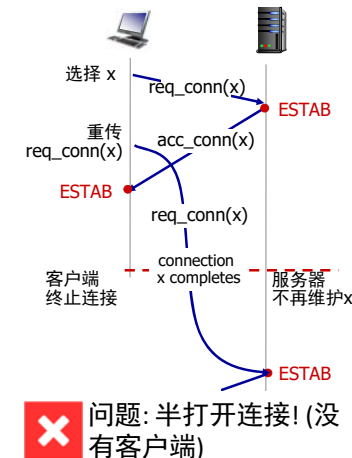 选择 x
req_conn(x)
ESTAB
重传
req_conn(x)
acc_conn(x)
ESTAB
req_conn(x)
connection
x completes
客户端
终止连接
服务器
不再维护x
ESTAB
问题: 半打开连接! (没
有客户端)